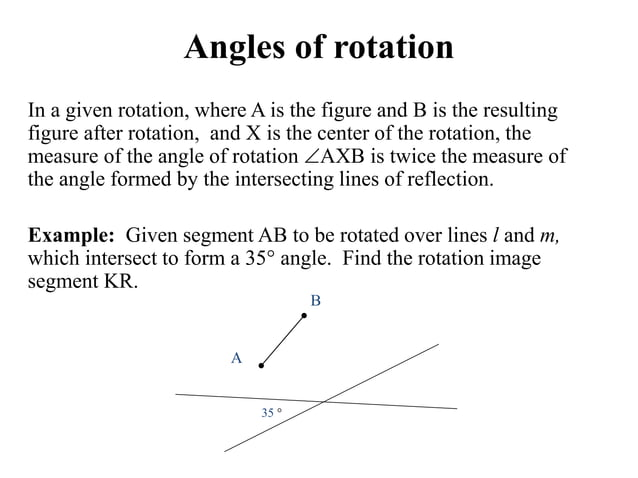 Angles of rotation
In a given rotation, where A is the figure and B is the resulting
figure after rotation,  and X is the center of the rotation, the
measure of the angle of rotation ∠AXB is twice the measure of
the angle formed by the intersecting lines of reflection.
Example:  Given segment AB to be rotated over lines l and m,
which intersect to form a 35° angle.  Find the rotation image
segment KR.
B
A
35 °